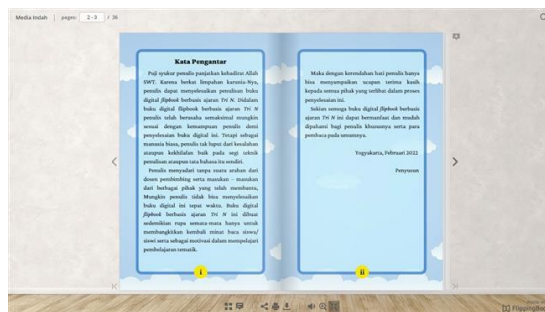 Media Indah
pages: 2 - 3 / 36
Kata Pengantar
Puji syukur penulis panjatkan kehadirat Allah
SWT. Karena berkat limpahan karunia-Nya,
penulis dapat menyelesaikan penulisan buku
digital flipbook berbasis ajaran Tri N. Didalam
buku digital flipbook berbasis ajaran Tri N
penulis telah berusaha semaksimal mungkin
sesuai dengan kemampuan penulis demi
penyelesaian buku digital ini. Tetapi sebagai
manusia biasa, penulis tak luput dari kesalahan
ataupun kekhilafan baik pada segi teknik
penulisan ataupun tata bahasa itu sendiri.
Penulis menyadari tanpa suatu arahan dari
dosen pembimbing serta masukan – masukan
dari berbagai pihak yang telah membantu,
Mungkin penulis tidak bisa menyelesaikan
buku digital ini tepat waktu. Buku digital
flipbook berbasis ajaran Tri N ini dibuat
sedemikian rupa semata-mata hanya untuk
membangkitkan kembali minat baca siswa/
siswi serta sebagai motivasi dalam mempelajari
pembelajaran tematik.
i
Maka dengan kerendahan hati penulis hanya
bisa menyampaikan ucapan terima kasih
kepada semua pihak yang terlibat dalam proses
penyelesaian ini.
Sekian semoga buku digital flipbook berbasis
ajaran Tri N ini dapat bermanfaat dan mudah
dipahami bagi penulis khususnya serta para
pembaca pada umumnya.
Yogyakarta, Februari 2022
Penyusun
ii